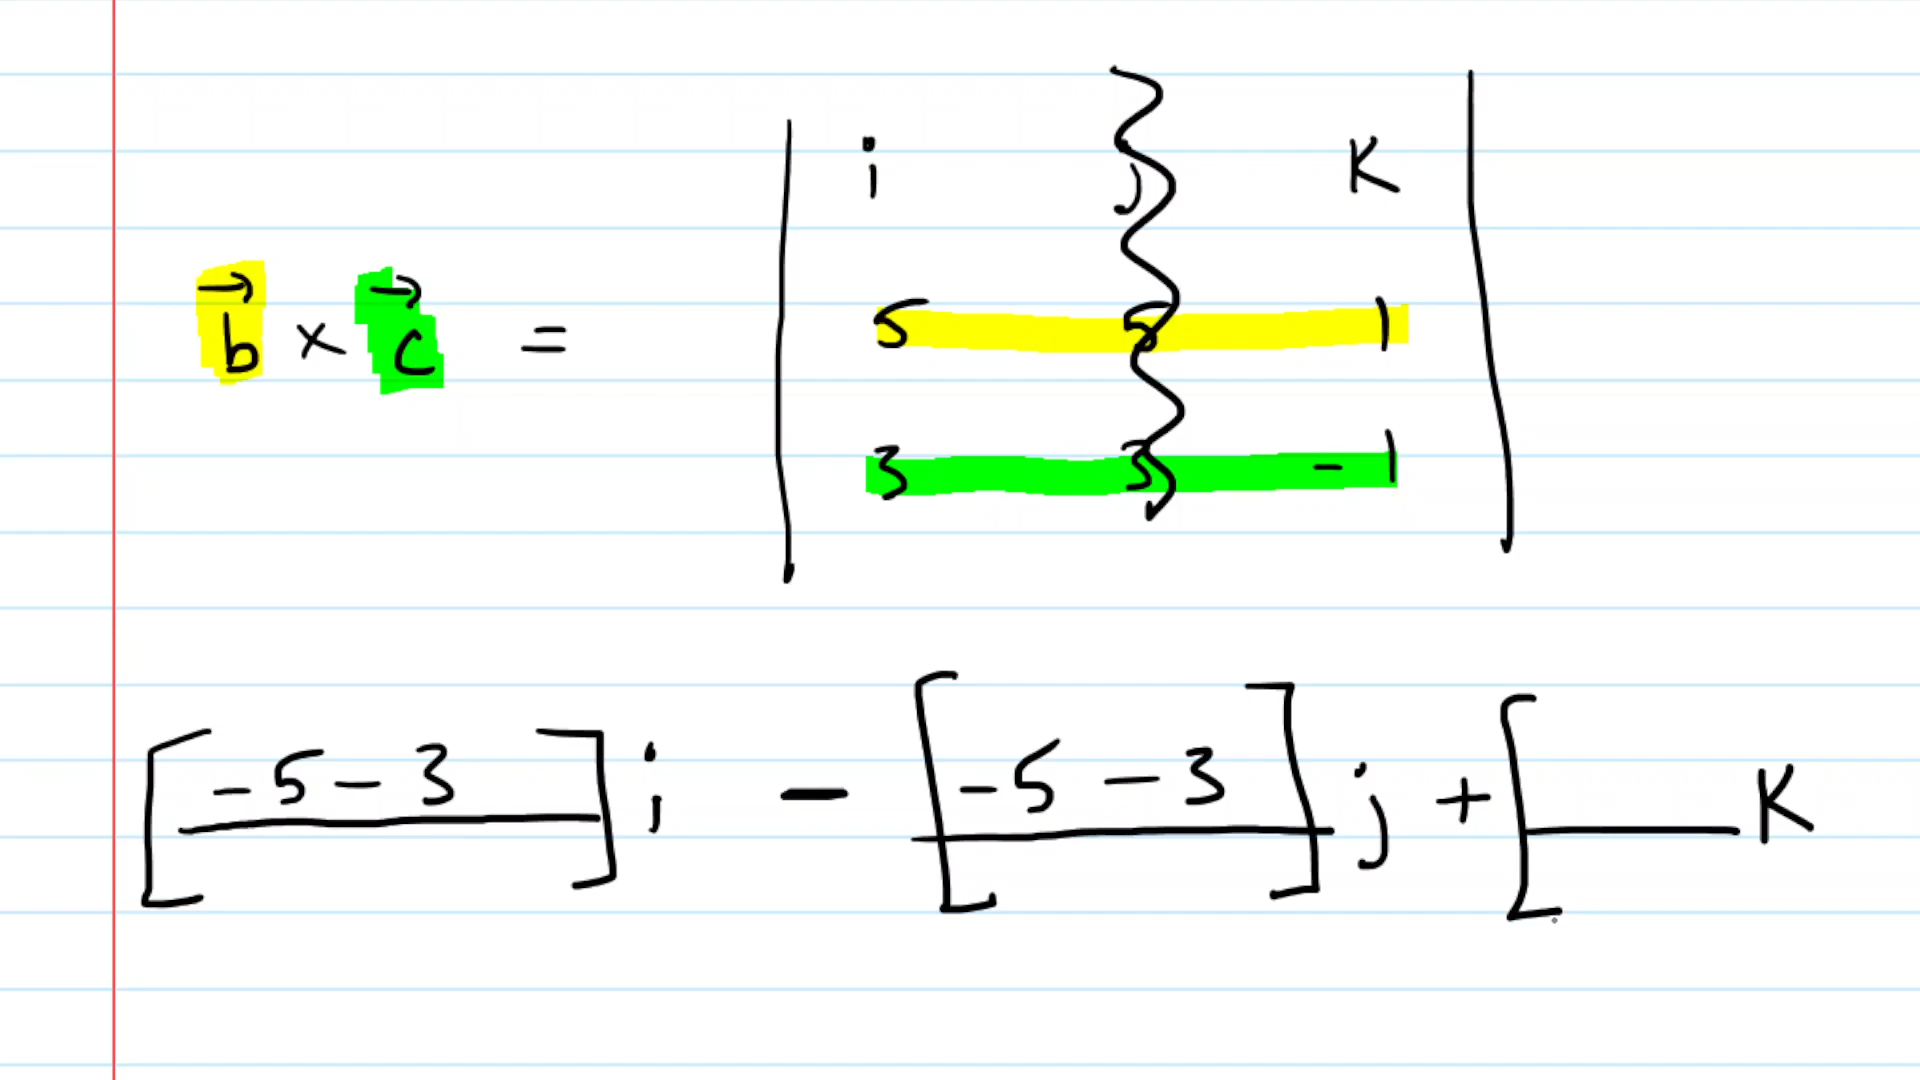 i j K
b⃗ × c⃗ =
5 5 1
3 3 -1
[-5-3] i - [-5-3] j + [ K